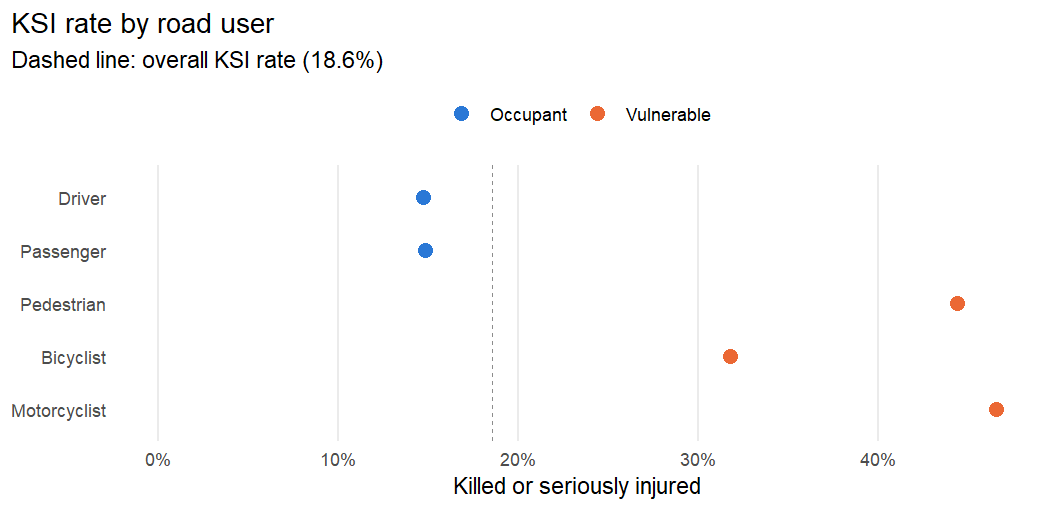 KSI rate by road user
Dashed line: overall KSI rate (18.6%)
Occupant Vulnerable
Driver
Passenger
Pedestrian
Bicyclist
Motorcyclist
0% 10% 20% 30% 40%
Killed or seriously injured